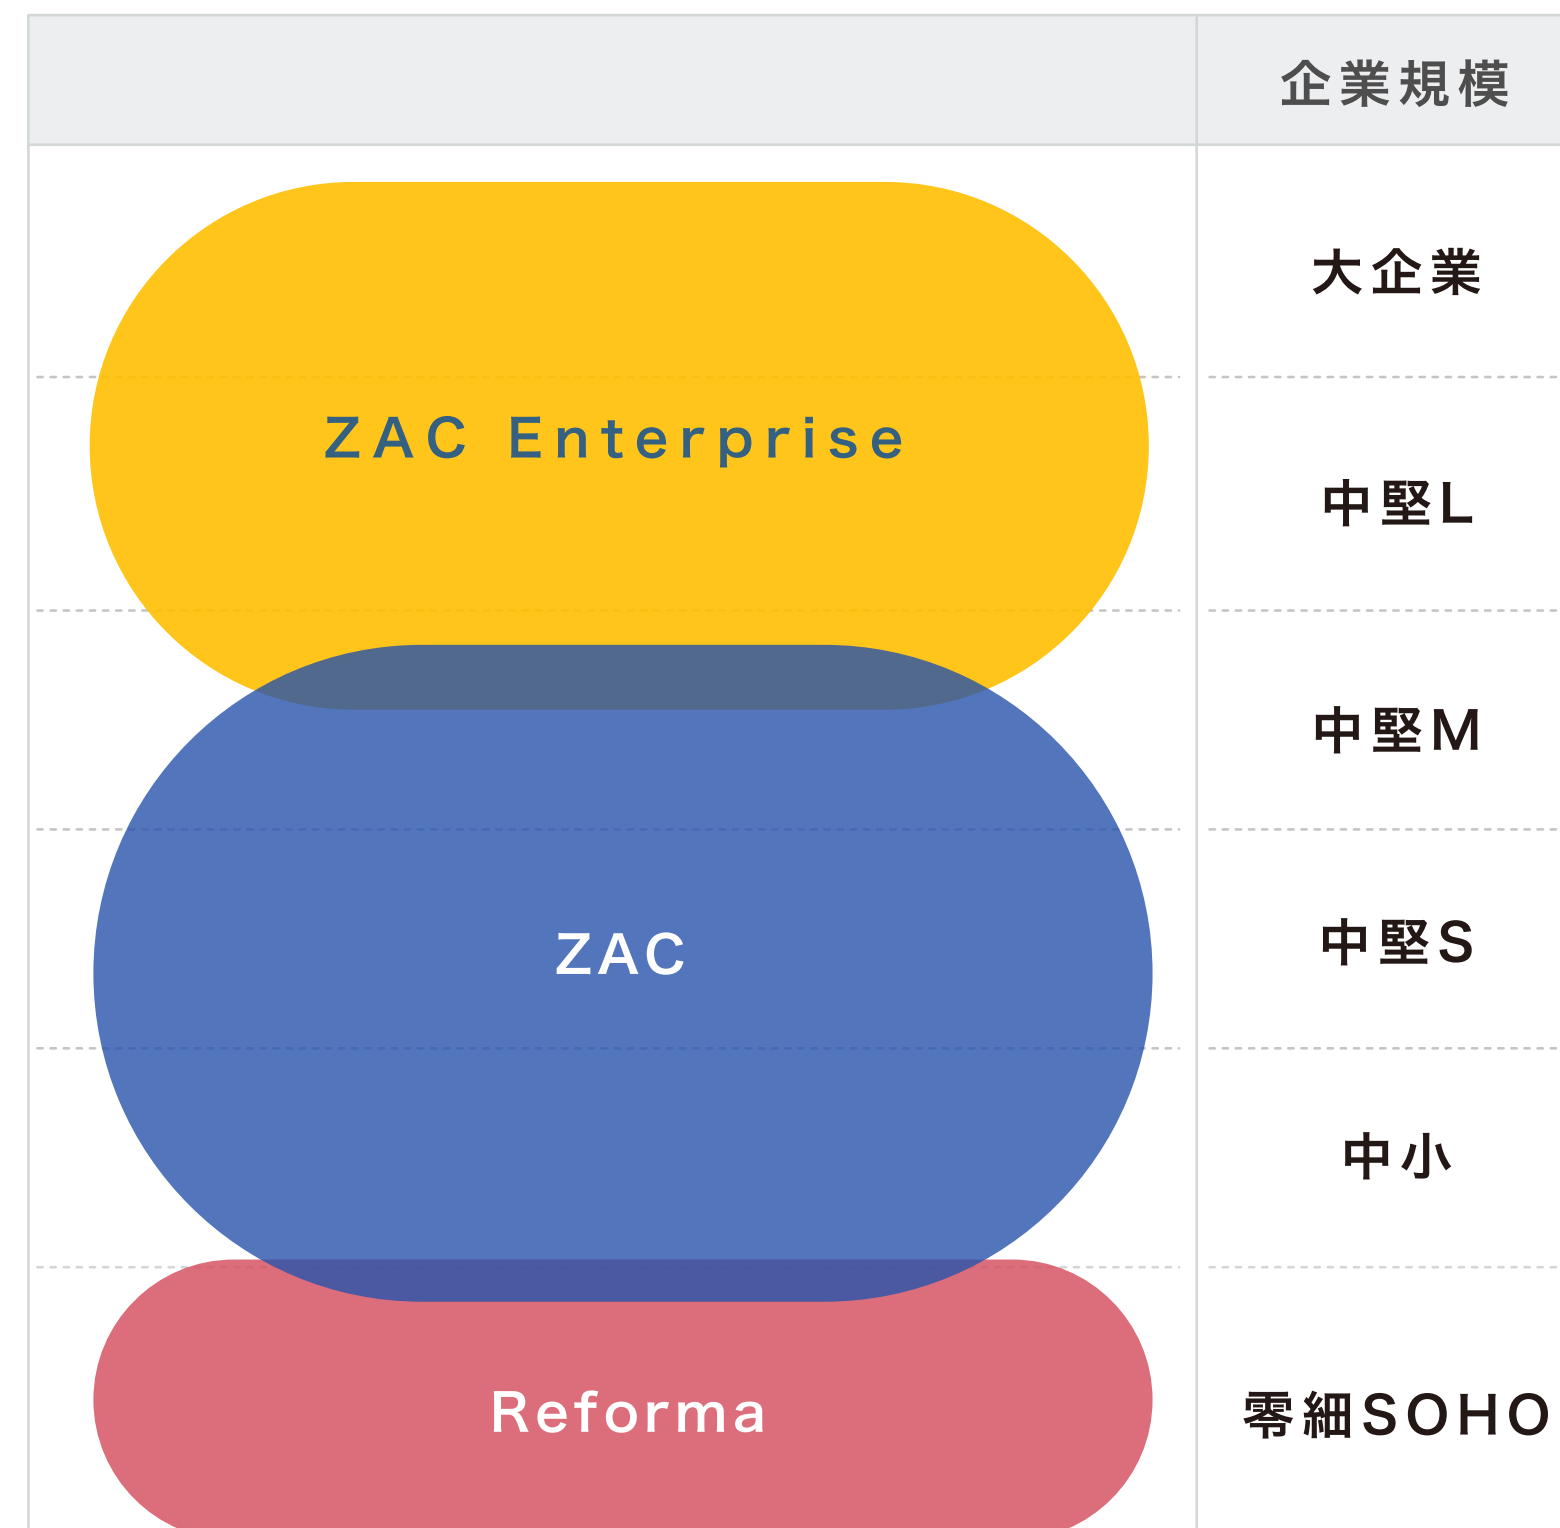 企業規模
大企業
ZAC Enterprise
中堅L
中堅M
ZAC
中堅S
中小
Reforma
零細SOHO